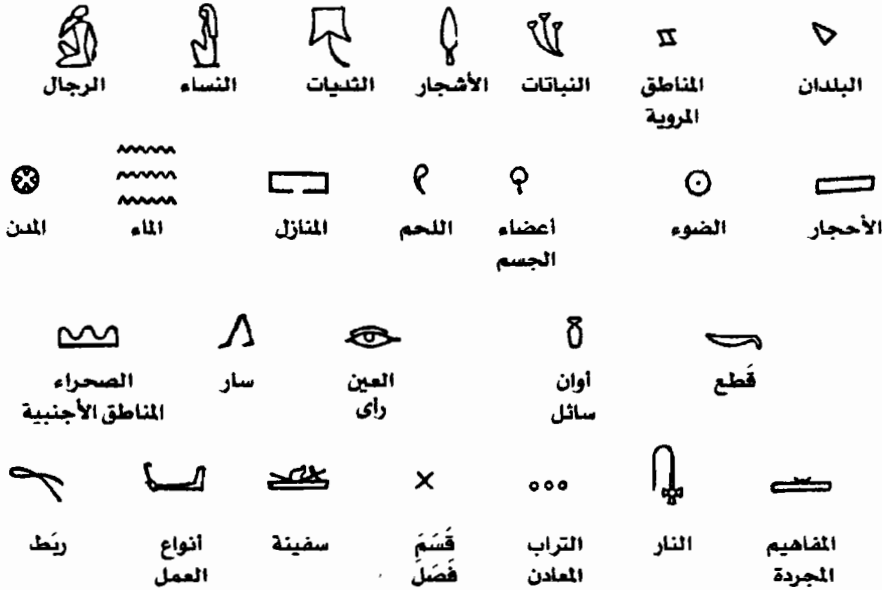 البلدان المناطق النباتات الأشجار الثديات النساء الرجال
المروية
الأحجار الضوء أعضاء اللحم المنازل الماء المدن
الجسم
قَطع أوان العين سار الصحراء
سائل رأى المناطق الأجنبية
المفاهيم النار التراب قَسَمَ سفينة أنواع ربَط
المجردة المعادن فَصَلَ العمل